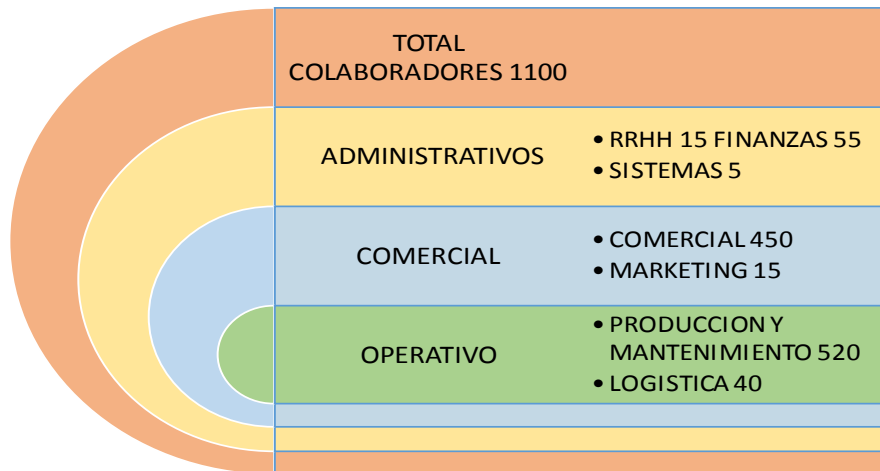 TOTAL
COLABORADORES 1100
ADMINISTRATIVOS
• RRHH 15 FINANZAS 55
• SISTEMAS 5
COMERCIAL
• COMERCIAL 450
• MARKETING 15
OPERATIVO
• PRODUCCION Y
MANTENIMIENTO 520
• LOGISTICA 40